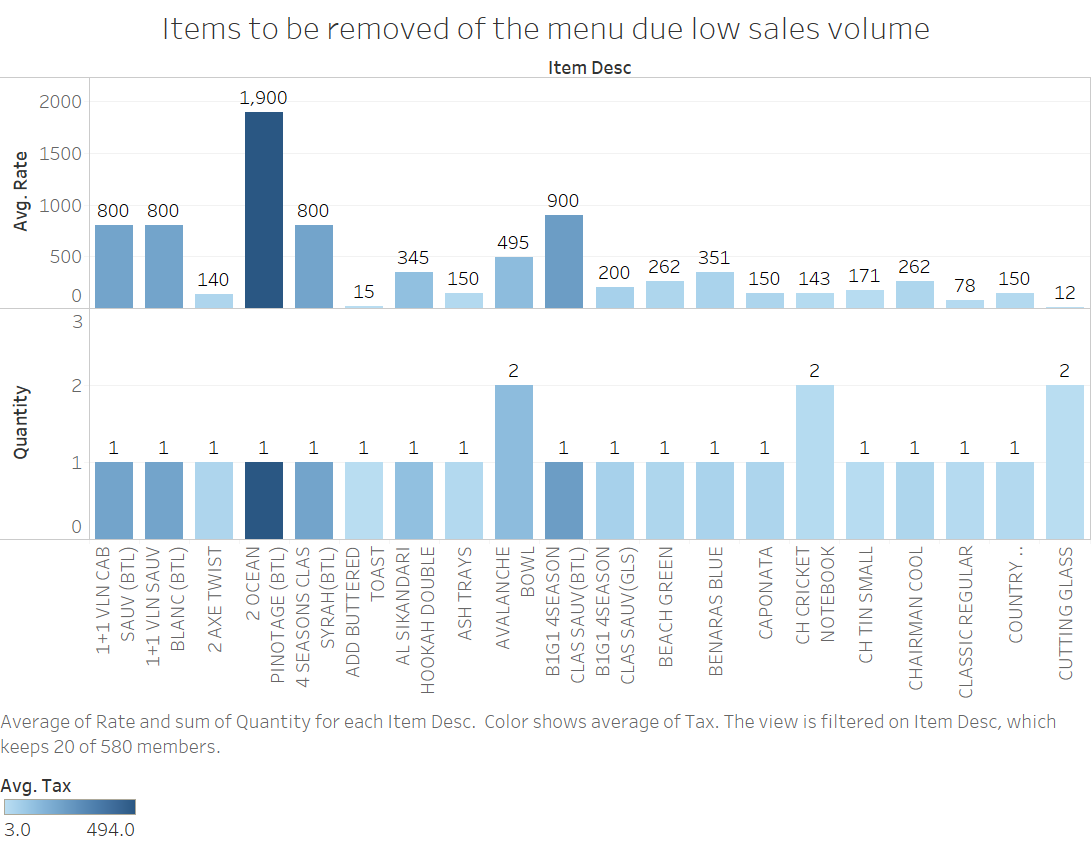 Items to be removed of the menu due low sales volume
Item Desc
Avg. Rate
2000
1500
1000
500
0
800
800
140
1,900
800
15
345
150
495
900
200
262
351
150
143
171
262
78
150
12
Quantity
3
2
1
0
1
1
1
1
1
1
1
1
2
1
1
1
1
1
2
1
1
1
1
2
1+1 VLN CAB
SAUV (BTL)
1+1 VLN SAUV
BLANC (BTL)
2 AXE TWIST
2 OCEAN
PINOTAGE (BTL)
4 SEASONS CLAS
SYRAH(BTL)
ADD BUTTERED
TOAST
AL SIKANDARI
HOOKAH DOUBLE
ASH TRAYS
AVALANCHE
BOWL
B1G1 4SEASON
CLAS SAUV(BTL)
B1G1 4SEASON
CLAS SAUV(GLS)
BEACH GREEN
BENARAS BLUE
CAPONATA
CH CRICKET
NOTEBOOK
CH TIN SMALL
CHAIRMAN COOL
CLASSIC REGULAR
COUNTRY ..
CUTTING GLASS
Average of Rate and sum of Quantity for each Item Desc.  Color shows average of Tax. The view is filtered on Item Desc, which
keeps 20 of 580 members.
Avg. Tax
3.0 494.0